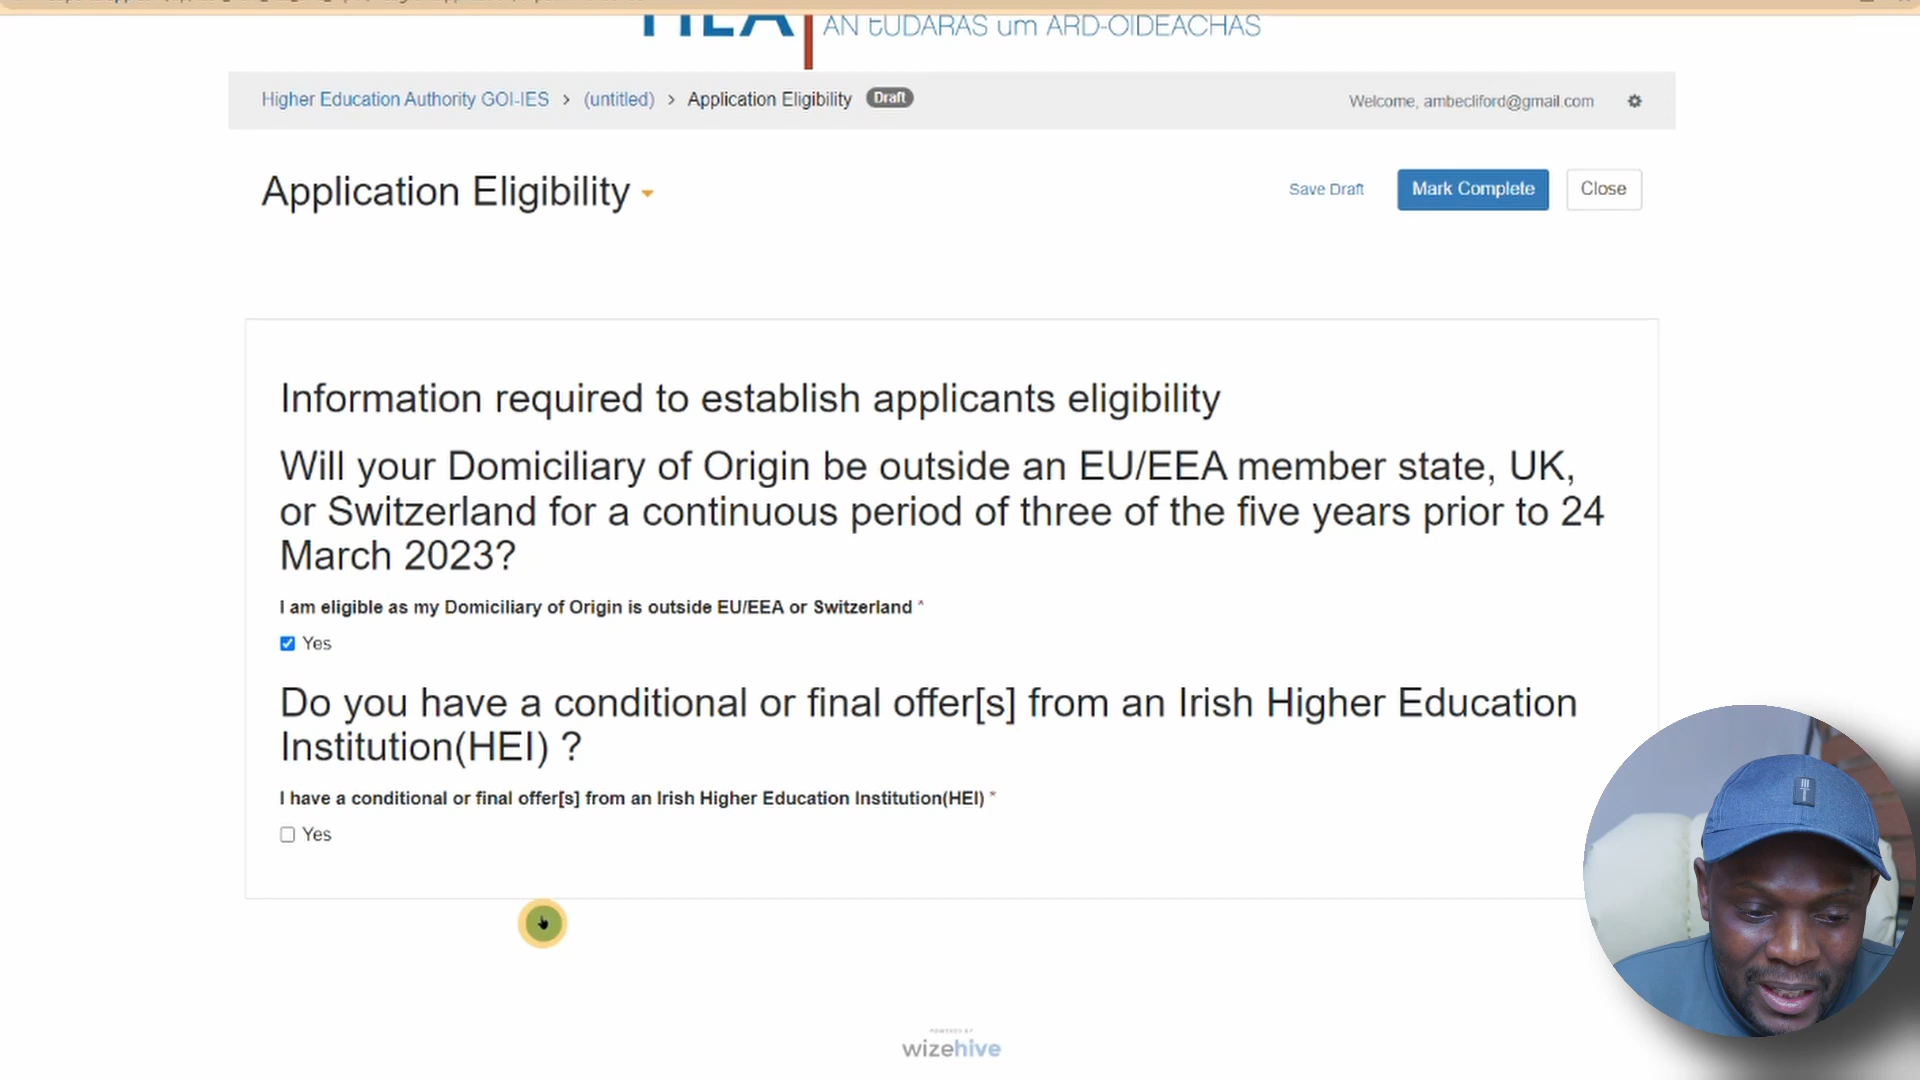 AN tÚDARÁS um ARD-OIDEACHAS
Higher Education Authority GOI-IES > (untitled) > Application Eligibility Draft
Welcome, ambecliford@gmail.com
Application Eligibility
Save Draft
Mark Complete
Close
Information required to establish applicants eligibility
Will your Domiciliary of Origin be outside an EU/EEA member state, UK,
or Switzerland for a continuous period of three of the five years prior to 24
March 2023?
I am eligible as my Domiciliary of Origin is outside EU/EEA or Switzerland *
Yes
Do you have a conditional or final offer[s] from an Irish Higher Education
Institution(HEI) ?
I have a conditional or final offer[s] from an Irish Higher Education Institution(HEI) *
Yes
POWERED BY
wizehive